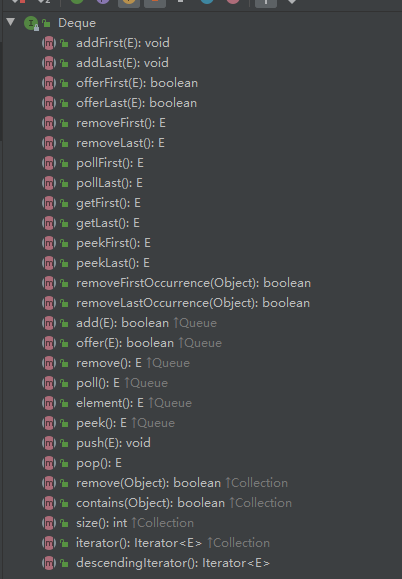 Deque
addFirst(E): void
addLast(E): void
offerFirst(E): boolean
offerLast(E): boolean
removeFirst(): E
removeLast(): E
pollFirst(): E
pollLast(): E
getFirst(): E
getLast(): E
peekFirst(): E
peekLast(): E
removeFirstOccurrence(Object): boolean
removeLastOccurrence(Object): boolean
add(E): boolean ↑Queue
offer(E): boolean ↑Queue
remove(): E ↑Queue
poll(): E ↑Queue
element(): E ↑Queue
peek(): E ↑Queue
push(E): void
pop(): E
remove(Object): boolean ↑Collection
contains(Object): boolean ↑Collection
size(): int ↑Collection
iterator(): Iterator<E> ↑Collection
descendingIterator(): Iterator<E>